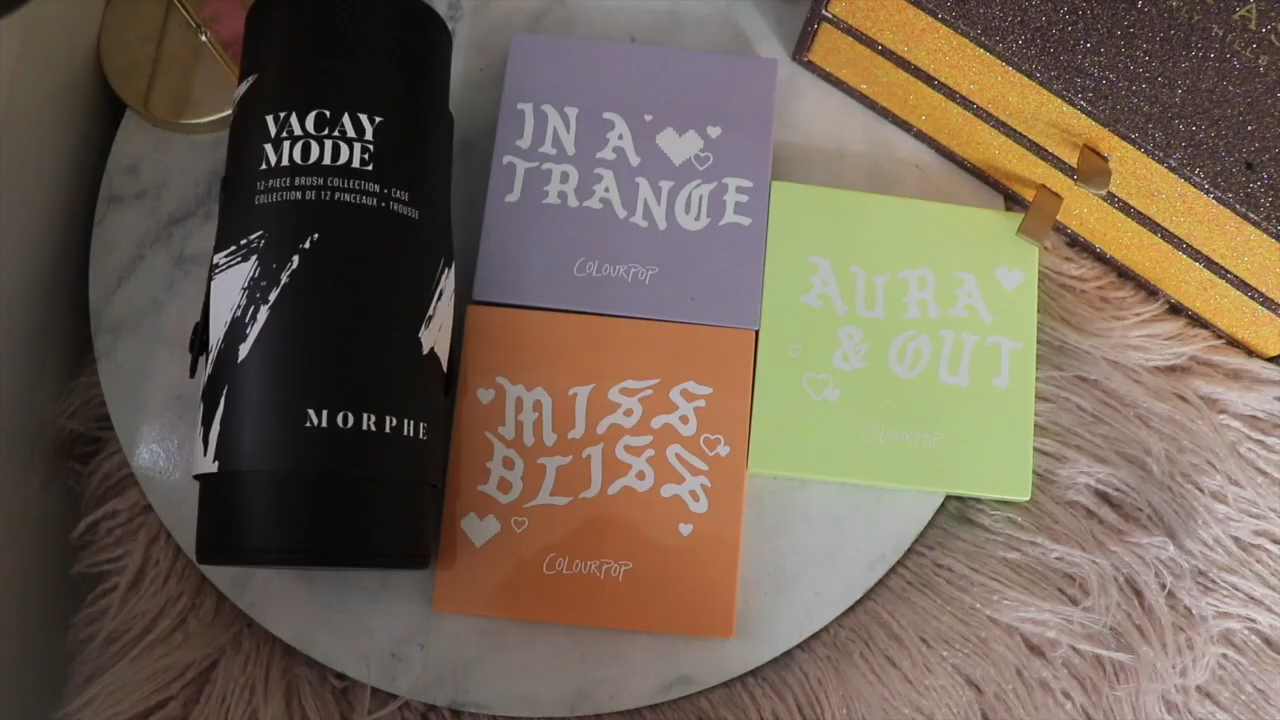 VACAY
MODE
12-PIECE BRUSH COLLECTION + CASE
COLLECTION DE 12 PINCEAUX + TROUSSE
MORPHE
IN A
TRANCE
COLOURPOP
MISS
BLISS
COLOURPOP
AURA
& OUT
COLOURPOP